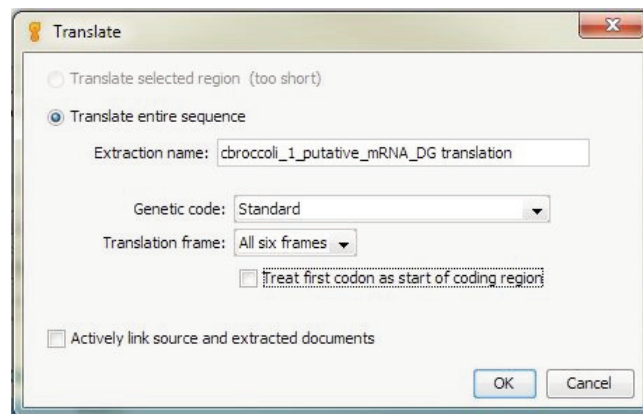 Translate
Translate selected region (too short)
Translate entire sequence
Extraction name: cbroccoli_1_putative_mRNA_DG translation
Genetic code: Standard
Translation frame: All six frames
Treat first codon as start of coding region
Actively link source and extracted documents
OK Cancel